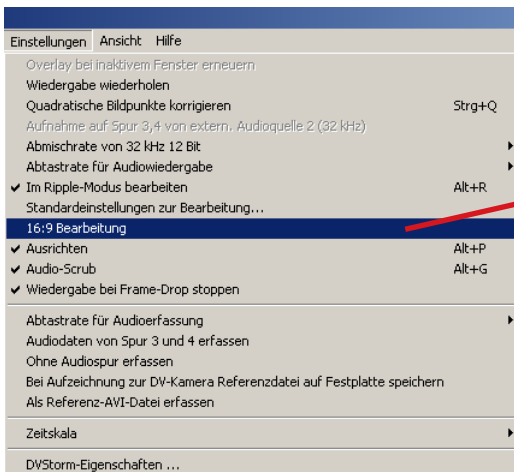 Einstellungen Ansicht Hilfe
Overlay bei inaktivem Fenster erneuern
Wiedergabe wiederholen
Quadratische Bildpunkte korrigieren Strg+Q
Aufnahme auf Spur 3,4 von extern. Audioquelle 2 (32 kHz)
Abmischrate von 32 kHz 12 Bit
Abtastrate für Audiowiedergabe
Im Ripple-Modus bearbeiten Alt+R
Standardeinstellungen zur Bearbeitung...
16:9 Bearbeitung
Ausrichten Alt+P
Audio-Scrub Alt+G
Wiedergabe bei Frame-Drop stoppen
Abtastrate für Audioerfassung
Audiodaten von Spur 3 und 4 erfassen
Ohne Audiospur erfassen
Bei Aufzeichnung zur DV-Kamera Referenzdatei auf Festplatte speichern
Als Referenz-AVI-Datei erfassen
Zeitskala
DVStorm-Eigenschaften ...